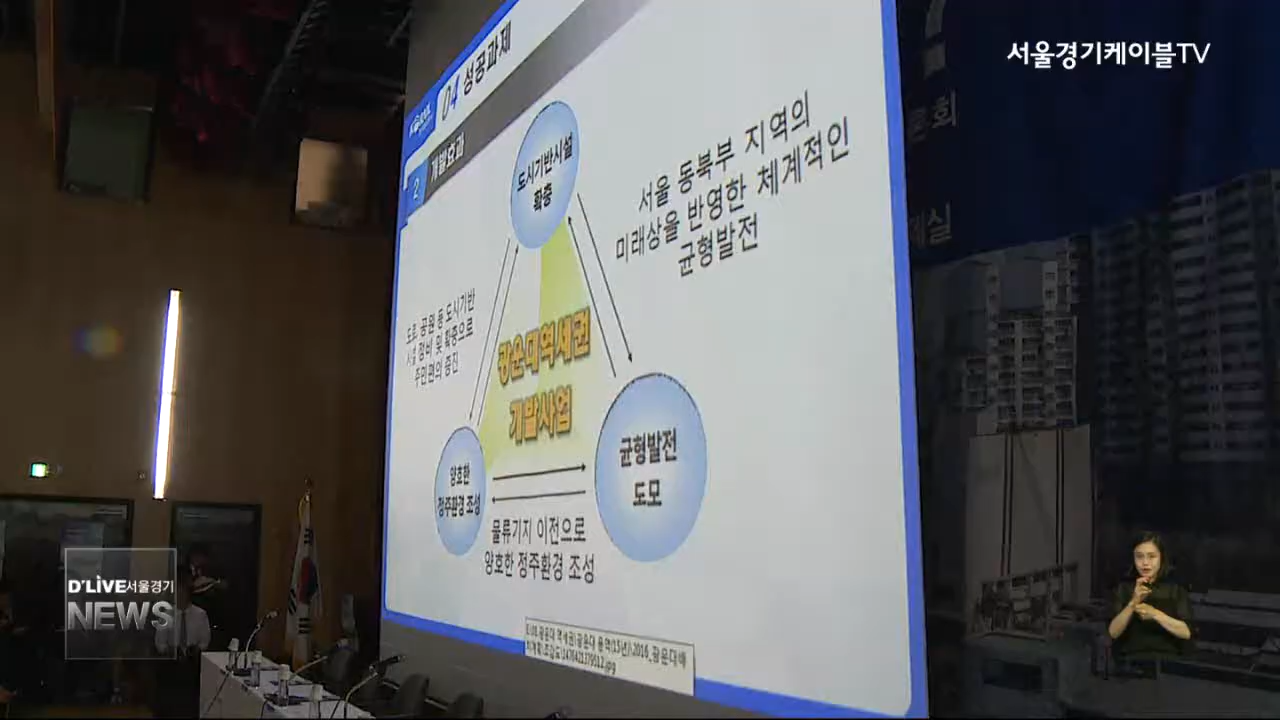 서울경기케이블TV
04 성공과제
2 개발효과
도시기반시설
확충
서울 동북부 지역의
미래상을 반영한 체계적인
균형발전
도로, 공원 등 도시기반
시설 정비 및 확충으로
주민편의 증진
광운대역세권
개발사업
양호한
정주환경 조성
균형발전
도모
물류기지 이전으로
양호한 정주환경 조성
론회
D'LIVE서울경기
NEWS